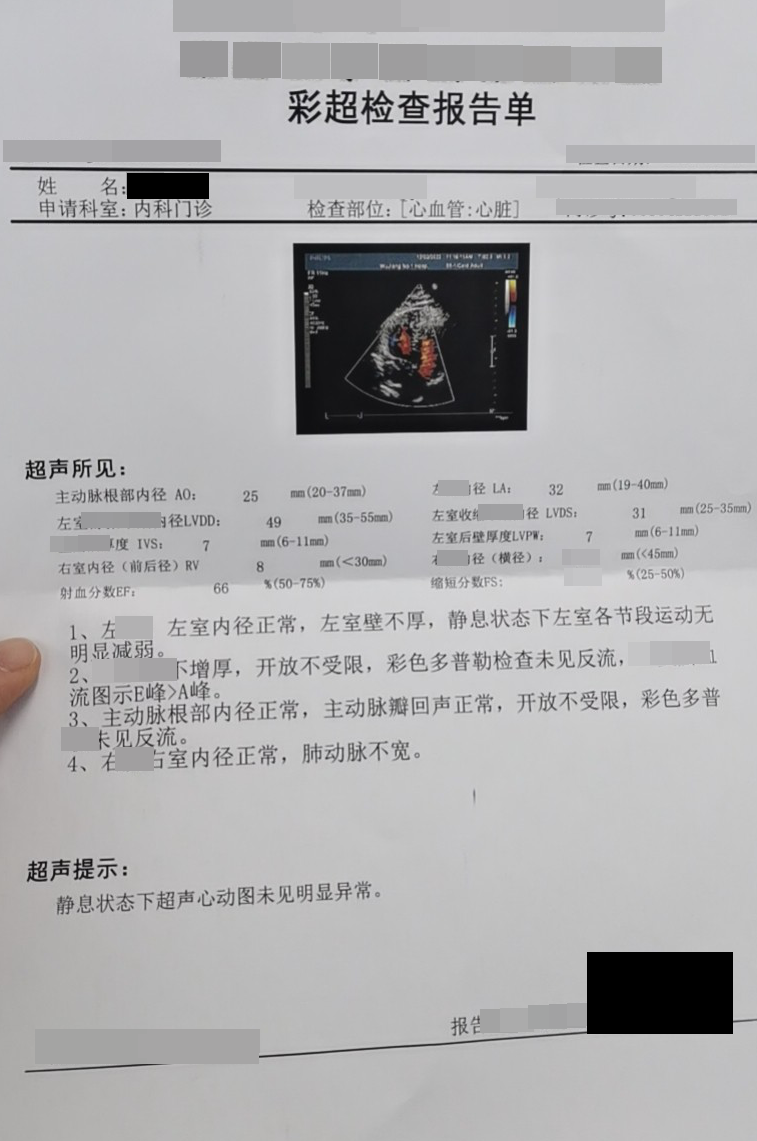 彩超检查报告单
姓 名:
申请科室:内科门诊 检查部位:[心血管:心脏]
超声所见:
主动脉根部内径 AO: 25 mm(20-37mm) 左 径 LA: 32 mm(19-40mm)
左室 内径LVDD: 49 mm(35-55mm) 左室收缩 径 LVDS: 31 mm(25-35mm)
厚度 IVS: 7 mm(6-11mm) 左室后壁厚度LVPW: 7 mm(6-11mm)
右室内径(前后径)RV 8 mm(<30mm) 右 内径(横径): mm(<45mm)
射血分数EF: 66 %(50-75%) 缩短分数FS: %(25-50%)
1、左 左室内径正常,左室壁不厚,静息状态下左室各节段运动无
明显减弱。
2、 不增厚,开放不受限,彩色多普勒检查未见反流,
流图示E峰>A峰。
3、主动脉根部内径正常,主动脉瓣回声正常,开放不受限,彩色多普
未见反流。
4、右 右室内径正常,肺动脉不宽。
超声提示:
静息状态下超声心动图未见明显异常。
报告